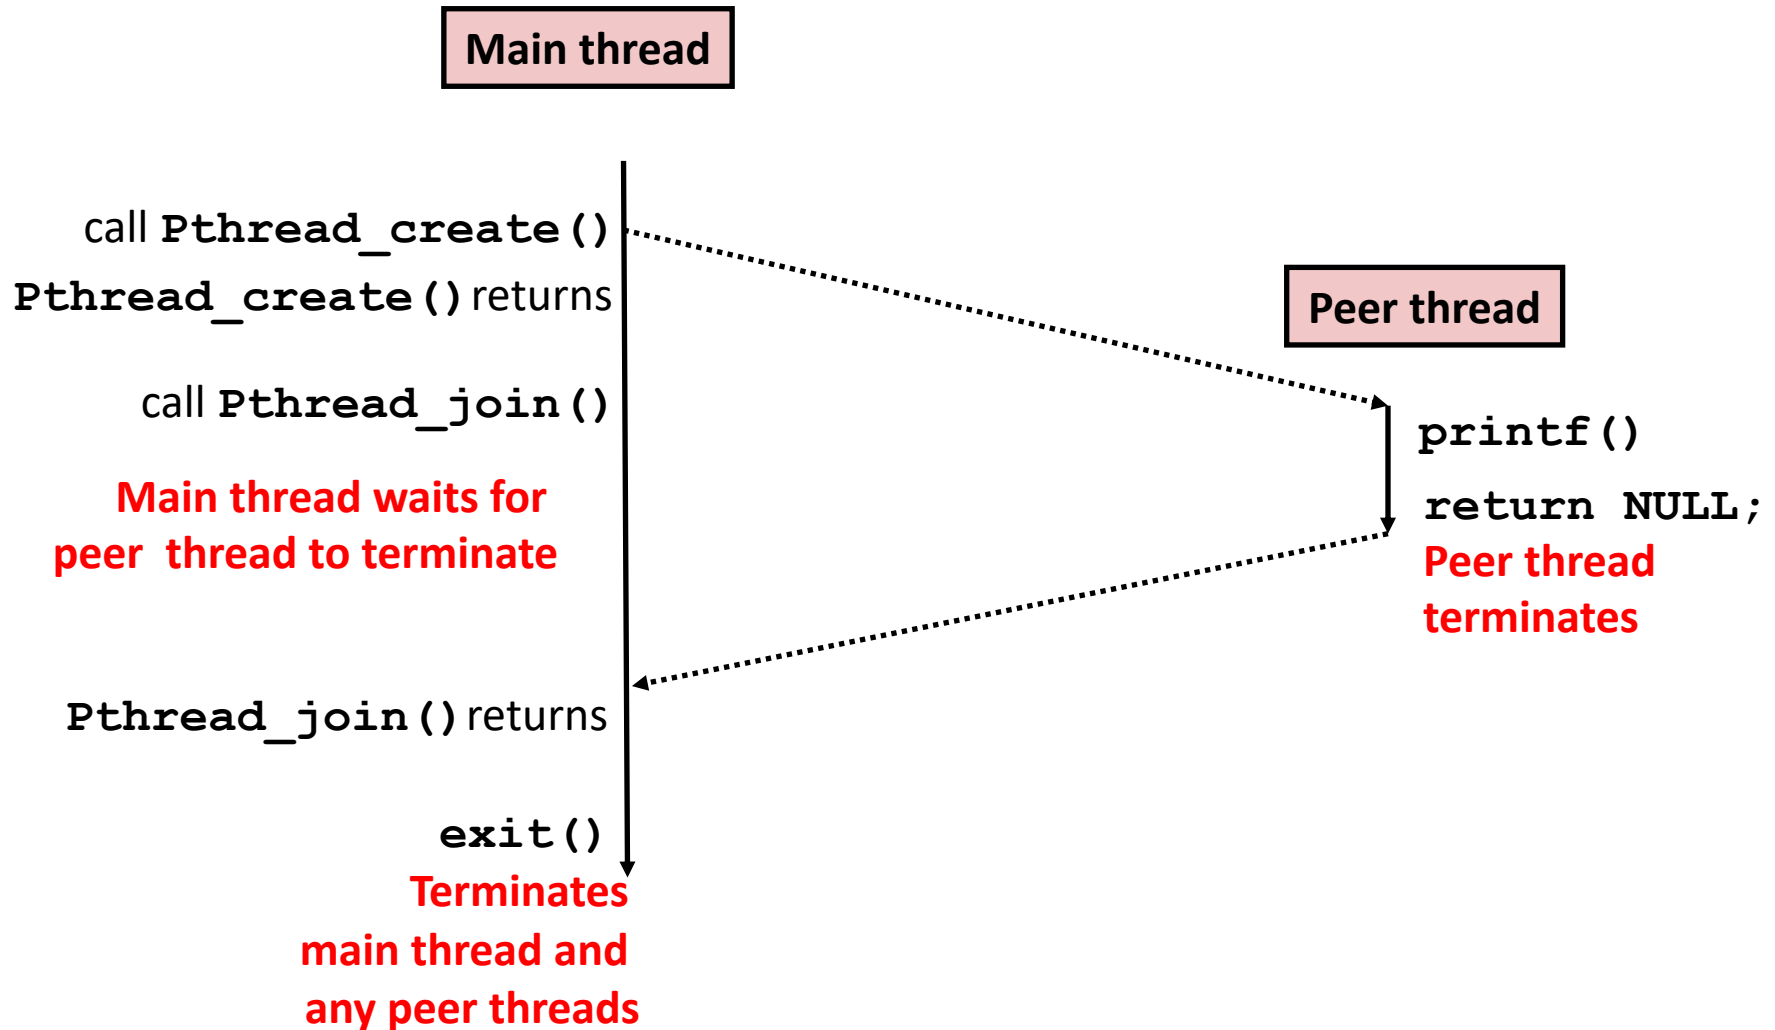 Main thread
call Pthread_create()
Pthread_create() returns
Peer thread
call Pthread_join()
printf()
Main thread waits for
peer thread to terminate
return NULL;
Peer thread
terminates
Pthread_join() returns
exit()
Terminates
main thread and
any peer threads